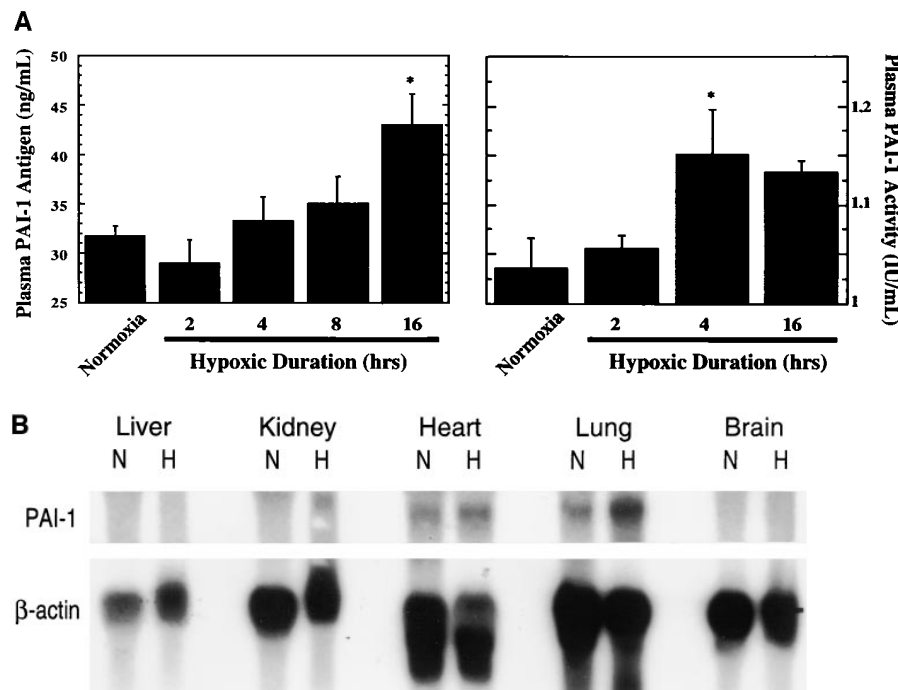 A
Plasma PAI-1 Antigen (ng/mL)
50
45
40
35
30
25
Normoxia
2 4 8 16
Hypoxic Duration (hrs)
*
Plasma PAI-1 Activity (IU/mL)
1.2
1.1
1
Normoxia
2 4 16
Hypoxic Duration (hrs)
*
B
Liver Kidney Heart Lung Brain
N H N H N H N H N H
PAI-1
β-actin